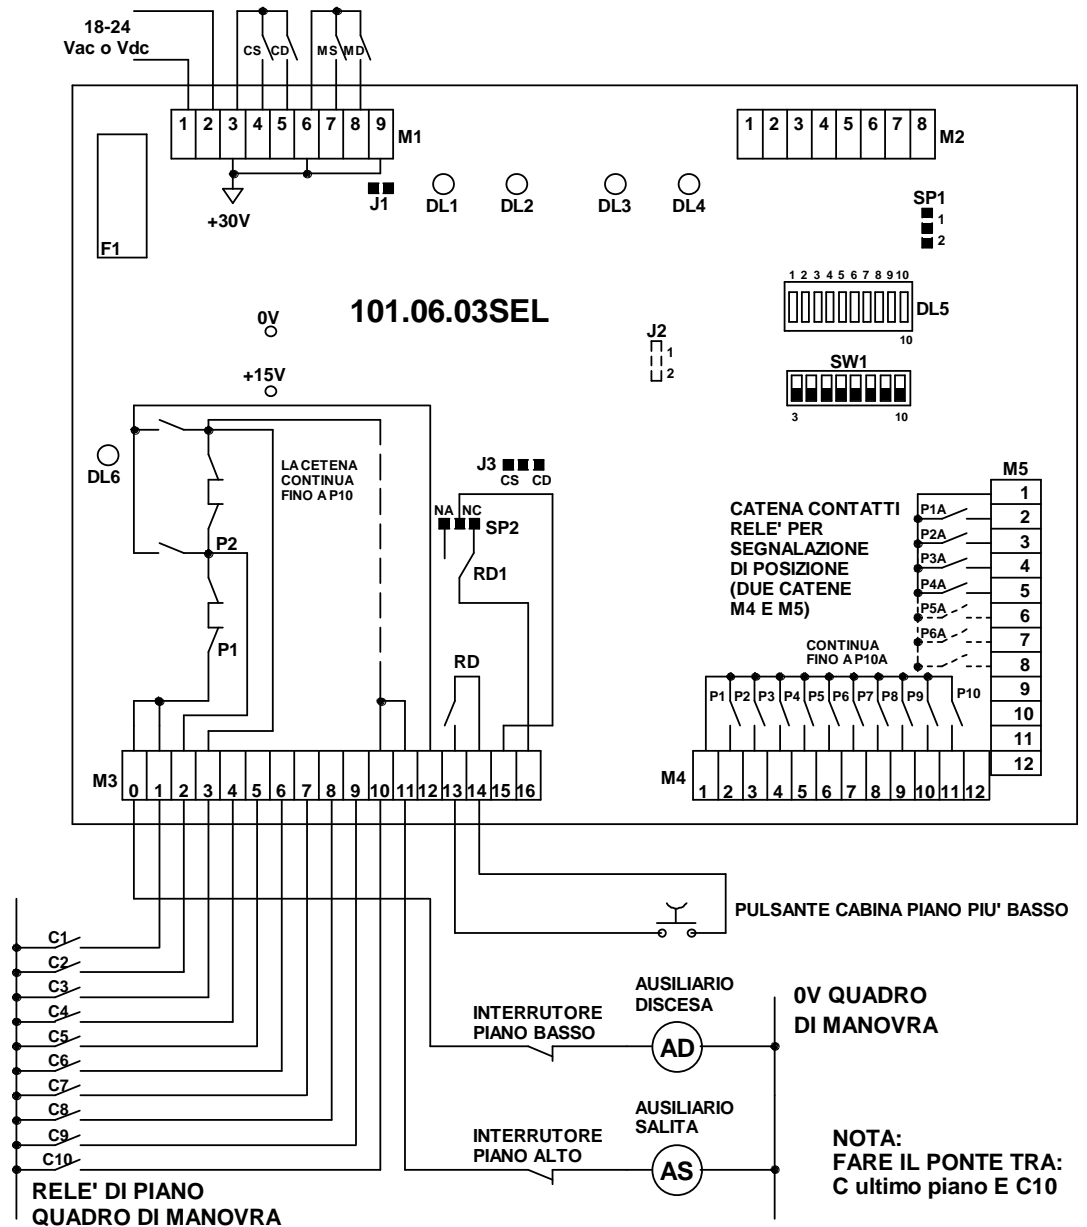 18-24
Vac o Vdc
CS CD MS MD
1 2 3 4 5 6 7 8 9 M1
1 2 3 4 5 6 7 8 M2
+30V
J1
DL1
DL2
DL3
DL4
F1
SP1
1
2
1 2 3 4 5 6 7 8 9 10
DL5
10
101.06.03SEL
0V
J2
1
2
SW1
3 10
+15V
DL6
LA CETENA
CONTINUA
FINO A P10
J3
CS CD
NA NC
SP2
P2
RD1
P1
RD
CATENA CONTATTI
RELE' PER
SEGNALAZIONE
DI POSIZIONE
(DUE CATENE
M4 E M5)
M5
1
P1A 2
P2A 3
P3A 4
P4A 5
P5A 6
P6A 7
8
9
10
11
12
CONTINUA
FINO A P10A
P1 P2 P3 P4 P5 P6 P7 P8 P9 P10
M3 0 1 2 3 4 5 6 7 8 9 10 11 12 13 14 15 16
M4 1 2 3 4 5 6 7 8 9 10 11 12
PULSANTE CABINA PIANO PIU' BASSO
C1
C2
C3
C4
C5
C6
C7
C8
C9
C10
RELE' DI PIANO
QUADRO DI MANOVRA
INTERRUTORE
PIANO BASSO
AUSILIARIO
DISCESA
AD
0V QUADRO
DI MANOVRA
INTERRUTORE
PIANO ALTO
AUSILIARIO
SALITA
AS
NOTA:
FARE IL PONTE TRA:
C ultimo piano E C10